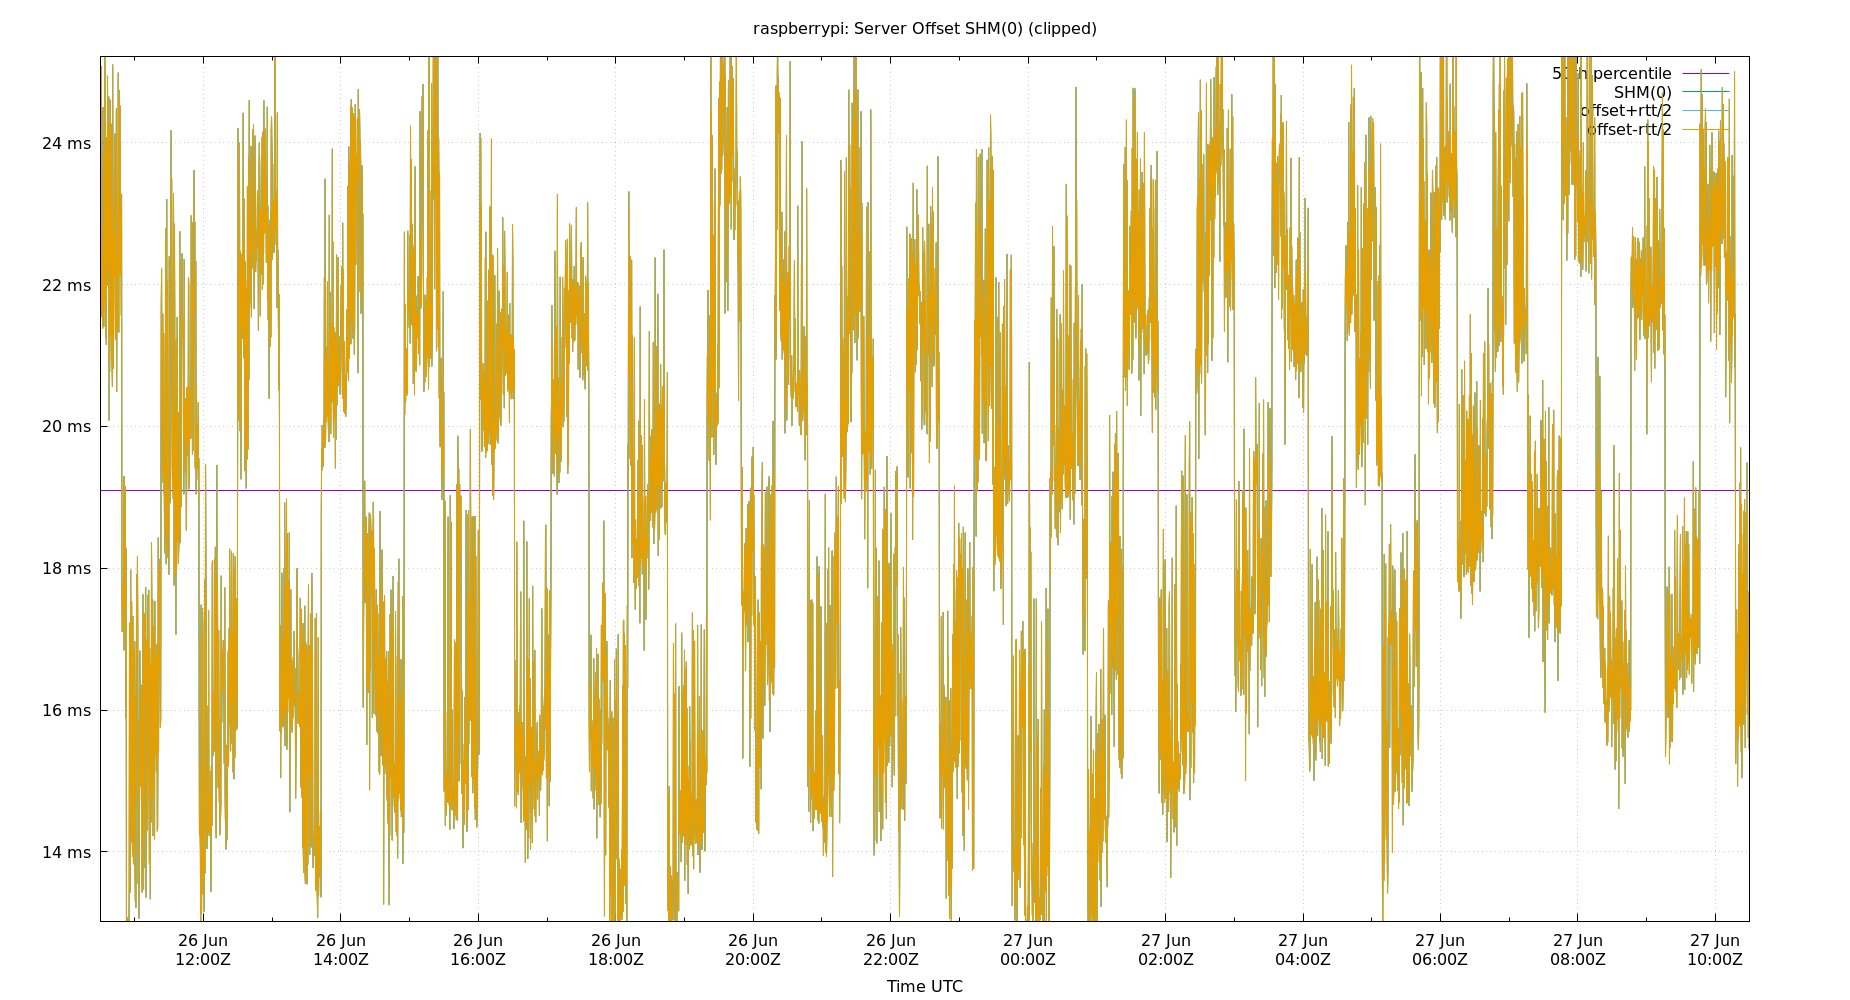 raspberrypi: Server Offset SHM(0) (clipped)
50th percentile
SHM(0)
offset+rtt/2
offset-rtt/2
24 ms
22 ms
20 ms
18 ms
16 ms
14 ms
26 Jun 26 Jun 26 Jun 26 Jun 26 Jun 26 Jun 27 Jun 27 Jun 27 Jun 27 Jun 27 Jun 27 Jun
12:00Z 14:00Z 16:00Z 18:00Z 20:00Z 22:00Z 00:00Z 02:00Z 04:00Z 06:00Z 08:00Z 10:00Z
Time UTC